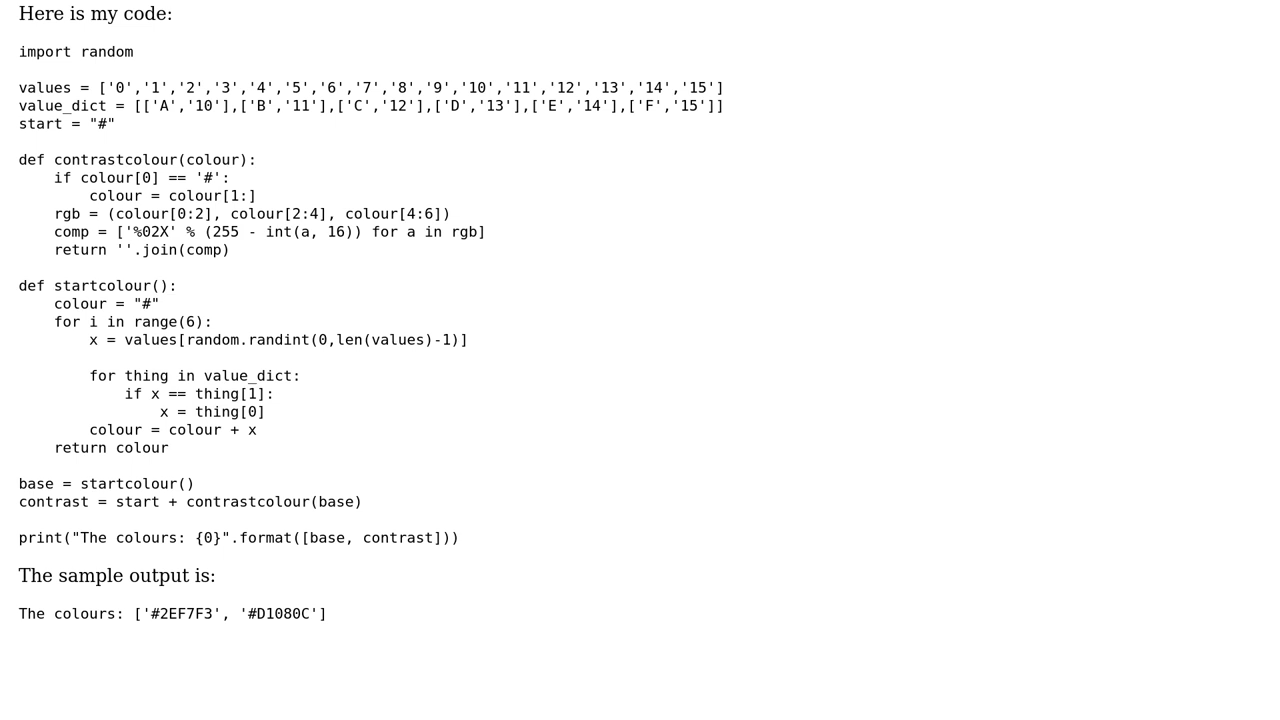 Here is my code:
import random
values = ['0','1','2','3','4','5','6','7','8','9','10','11','12','13','14','15']
value_dict = [['A','10'],['B','11'],['C','12'],['D','13'],['E','14'],['F','15']]
start = "#"
def contrastcolour(colour):
    if colour[0] == '#':
        colour = colour[1:]
    rgb = (colour[0:2], colour[2:4], colour[4:6])
    comp = ['%02X' % (255 - int(a, 16)) for a in rgb]
    return ''.join(comp)
def startcolour():
    colour = "#"
    for i in range(6):
        x = values[random.randint(0,len(values)-1)]
        for thing in value_dict:
            if x == thing[1]:
                x = thing[0]
        colour = colour + x
    return colour
base = startcolour()
contrast = start + contrastcolour(base)
print("The colours: {0}".format([base, contrast]))
The sample output is:
The colours: ['#2EF7F3', '#D1080C']